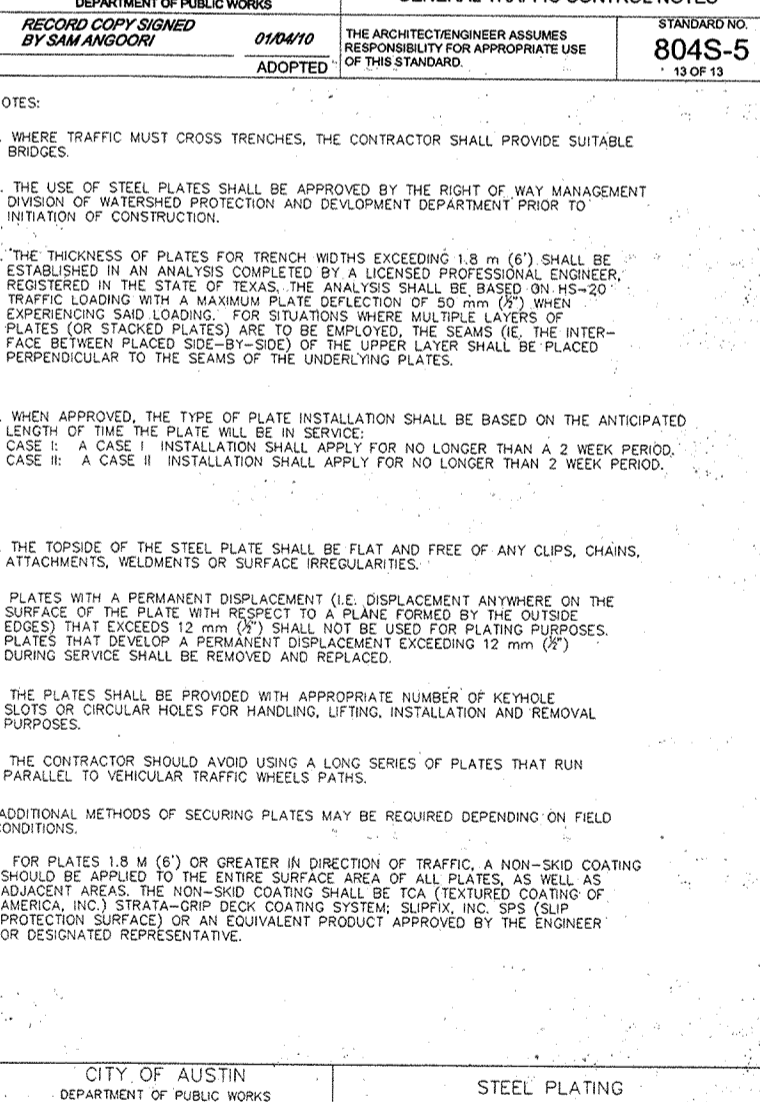 DEPARTMENT OF PUBLIC WORKS
RECORD COPY SIGNED
BY SAM ANGOORI
01/04/10
ADOPTED
THE ARCHITECT/ENGINEER ASSUMES
RESPONSIBILITY FOR APPROPRIATE USE
OF THIS STANDARD.
GENERAL TRAFFIC CONTROL NOTES
STANDARD NO.
804S-5
13 OF 13
OTES:
. WHERE TRAFFIC MUST CROSS TRENCHES, THE CONTRACTOR SHALL PROVIDE SUITABLE
BRIDGES.
. THE USE OF STEEL PLATES SHALL BE APPROVED BY THE RIGHT OF WAY MANAGEMENT
DIVISION OF WATERSHED PROTECTION AND DEVLOPMENT DEPARTMENT PRIOR TO
INITIATION OF CONSTRUCTION.
. THE THICKNESS OF PLATES FOR TRENCH WIDTHS EXCEEDING 1.8 m (6') SHALL BE
ESTABLISHED IN AN ANALYSIS COMPLETED BY A LICENSED PROFESSIONAL ENGINEER,
REGISTERED IN THE STATE OF TEXAS, THE ANALYSIS SHALL BE BASED ON HS-20
TRAFFIC LOADING WITH A MAXIMUM PLATE DEFLECTION OF 50 mm (½") WHEN
EXPERIENCING SAID LOADING. FOR SITUATIONS WHERE MULTIPLE LAYERS OF
PLATES (OR STACKED PLATES) ARE TO BE EMPLOYED, THE SEAMS (IE. THE INTER-
FACE BETWEEN PLACED SIDE-BY-SIDE) OF THE UPPER LAYER SHALL BE PLACED
PERPENDICULAR TO THE SEAMS OF THE UNDERLYING PLATES.
. WHEN APPROVED, THE TYPE OF PLATE INSTALLATION SHALL BE BASED ON THE ANTICIPATED
LENGTH OF TIME THE PLATE WILL BE IN SERVICE:
CASE I: A CASE I INSTALLATION SHALL APPLY FOR NO LONGER THAN A 2 WEEK PERIOD.
CASE II: A CASE II INSTALLATION SHALL APPLY FOR NO LONGER THAN 2 WEEK PERIOD.
. THE TOPSIDE OF THE STEEL PLATE SHALL BE FLAT AND FREE OF ANY CLIPS, CHAINS,
ATTACHMENTS, WELDMENTS OR SURFACE IRREGULARITIES.
PLATES WITH A PERMANENT DISPLACEMENT (I.E. DISPLACEMENT ANYWHERE ON THE
SURFACE OF THE PLATE WITH RESPECT TO A PLANE FORMED BY THE OUTSIDE
EDGES) THAT EXCEEDS 12 mm (½") SHALL NOT BE USED FOR PLATING PURPOSES.
PLATES THAT DEVELOP A PERMANENT DISPLACEMENT EXCEEDING 12 mm (½")
DURING SERVICE SHALL BE REMOVED AND REPLACED.
THE PLATES SHALL BE PROVIDED WITH APPROPRIATE NUMBER OF KEYHOLE
SLOTS OR CIRCULAR HOLES FOR HANDLING, LIFTING, INSTALLATION AND REMOVAL
PURPOSES.
THE CONTRACTOR SHOULD AVOID USING A LONG SERIES OF PLATES THAT RUN
PARALLEL TO VEHICULAR TRAFFIC WHEELS PATHS.
ADDITIONAL METHODS OF SECURING PLATES MAY BE REQUIRED DEPENDING ON FIELD
CONDITIONS.
FOR PLATES 1.8 M (6') OR GREATER IN DIRECTION OF TRAFFIC, A NON-SKID COATING
SHOULD BE APPLIED TO THE ENTIRE SURFACE AREA OF ALL PLATES, AS WELL AS
ADJACENT AREAS. THE NON-SKID COATING SHALL BE TCA (TEXTURED COATING OF
AMERICA, INC.) STRATA-GRIP DECK COATING SYSTEM; SLIPFIX, INC. SPS (SLIP
PROTECTION SURFACE) OR AN EQUIVALENT PRODUCT APPROVED BY THE ENGINEER
OR DESIGNATED REPRESENTATIVE.
CITY OF AUSTIN
DEPARTMENT OF PUBLIC WORKS
STEEL PLATING